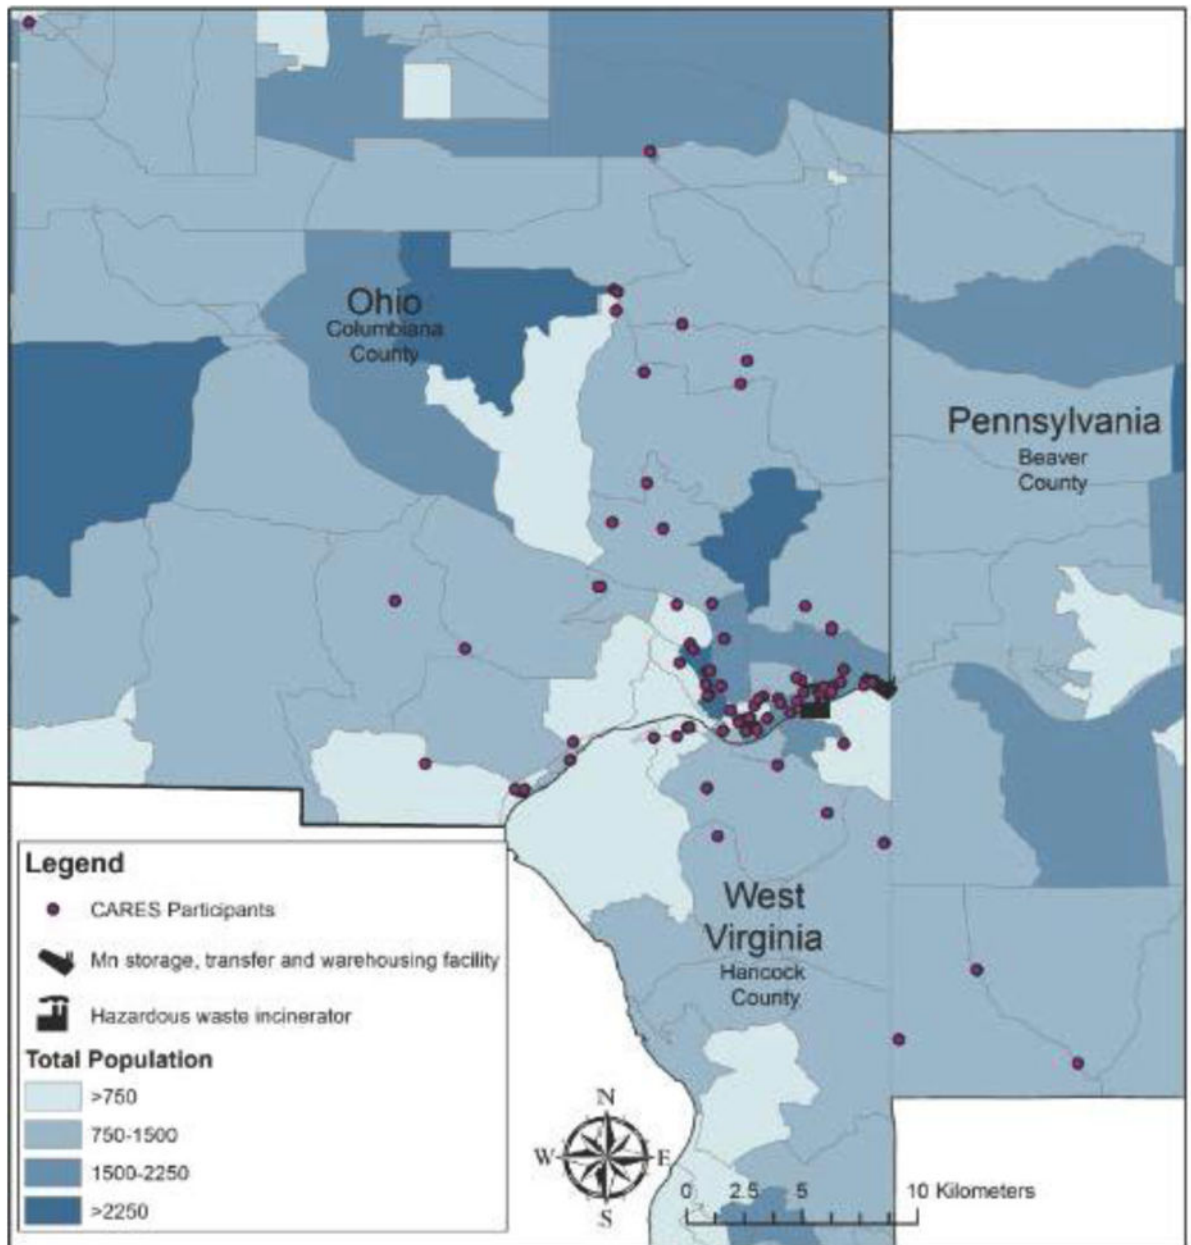 Ohio
Columbiana
County
Pennsylvania
Beaver
County
West
Virginia
Hancock
County
Legend
CARES Participants
Mn storage, transfer and warehousing facility
Hazardous waste incinerator
Total Population
>750
750-1500
1500-2250
>2250
N
W E
S
0 2.5 5 10 Kilometers